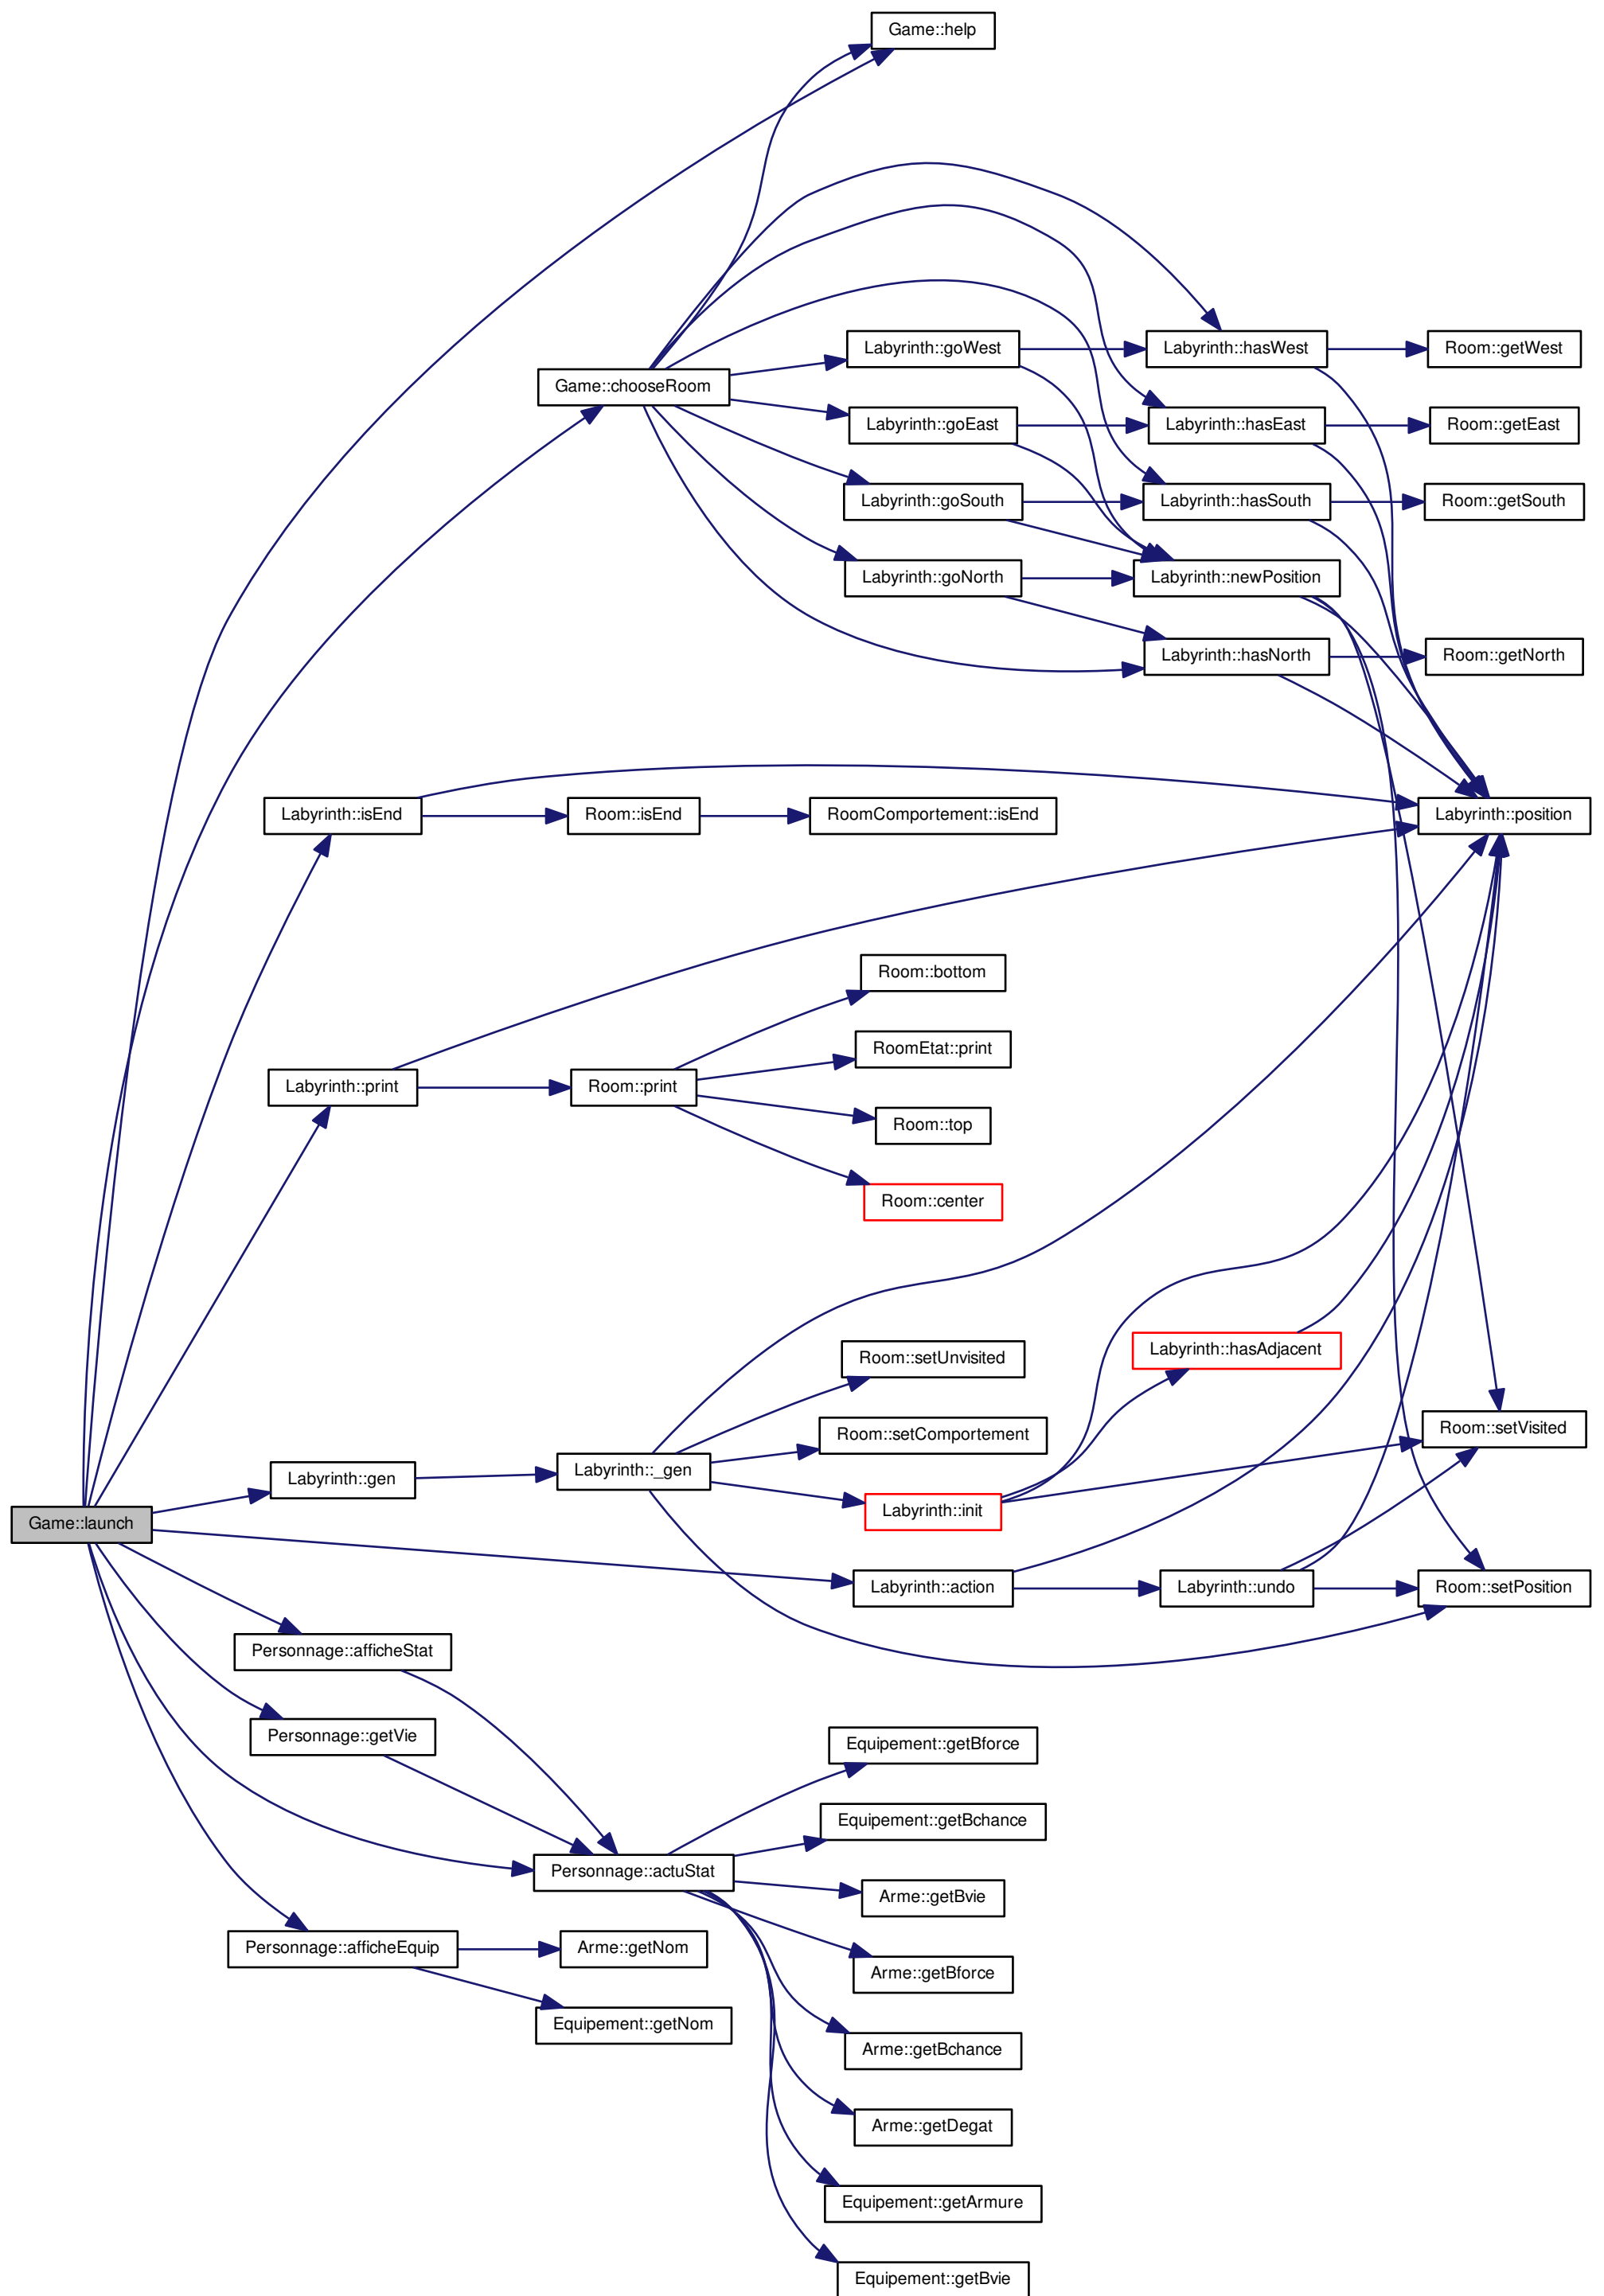 Game::help
Labyrinth::goWest
Labyrinth::hasWest
Room::getWest
Game::chooseRoom
Labyrinth::goEast
Labyrinth::hasEast
Room::getEast
Labyrinth::goSouth
Labyrinth::hasSouth
Room::getSouth
Labyrinth::goNorth
Labyrinth::newPosition
Labyrinth::hasNorth
Room::getNorth
Labyrinth::isEnd
Room::isEnd
RoomComportement::isEnd
Labyrinth::position
Room::bottom
RoomEtat::print
Labyrinth::print
Room::print
Room::top
Room::center
Labyrinth::hasAdjacent
Room::setUnvisited
Room::setVisited
Room::setComportement
Labyrinth::gen
Labyrinth::_gen
Labyrinth::init
Game::launch
Labyrinth::action
Labyrinth::undo
Room::setPosition
Personnage::afficheStat
Personnage::getVie
Equipement::getBforce
Equipement::getBchance
Personnage::actuStat
Arme::getBvie
Personnage::afficheEquip
Arme::getNom
Arme::getBforce
Equipement::getNom
Arme::getBchance
Arme::getDegat
Equipement::getArmure
Equipement::getBvie